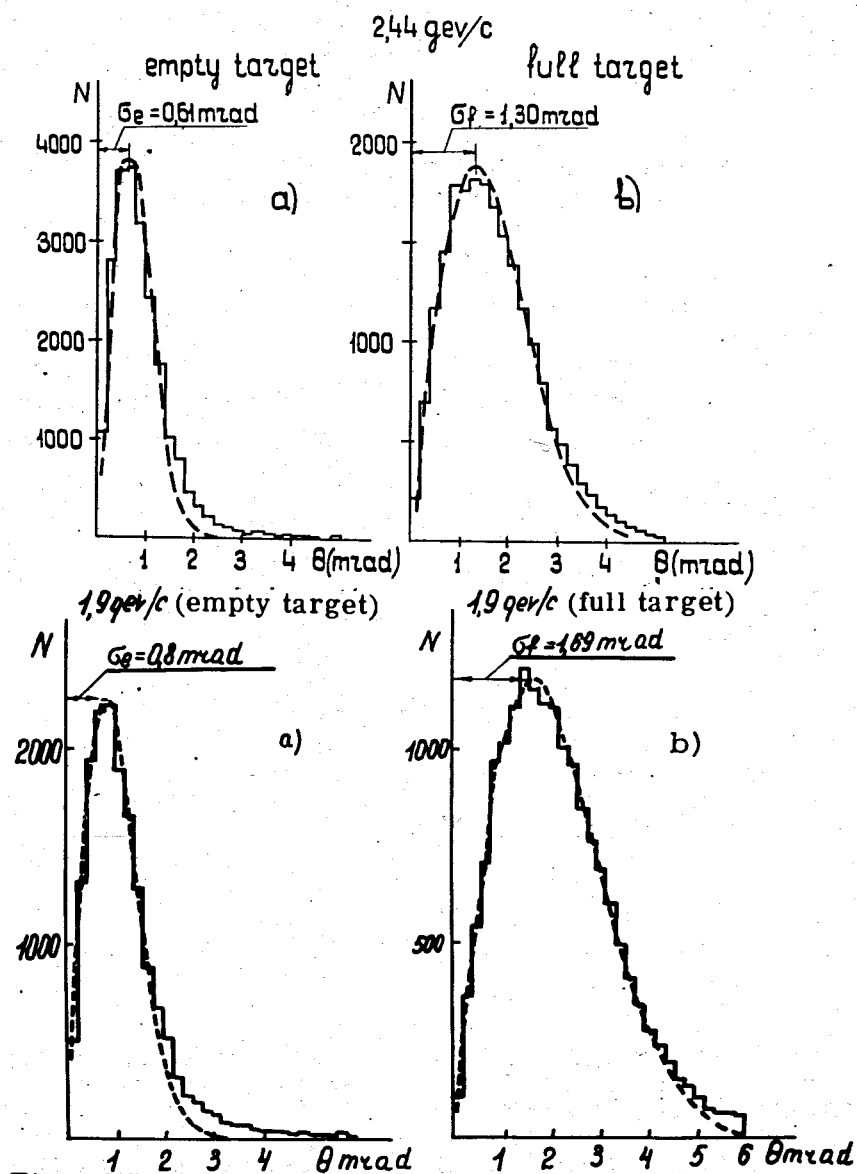 2,44 gev/c
empty target
full target
N
σe = 0,61 mrad
4000
3000
2000
1000
a)
1 2 3 4 θ(mrad)
N
σf = 1,30 mrad
2000
1000
b)
1 2 3 4 θ(mrad)
1,9 gev/c (empty target)
1,9 gev/c (full target)
N
σe = 0,8 mrad
2000
1000
a)
1 2 3 4 θ mrad
N
σf = 1,69 mrad
1000
500
b)
1 2 3 4 5 6 θ mrad